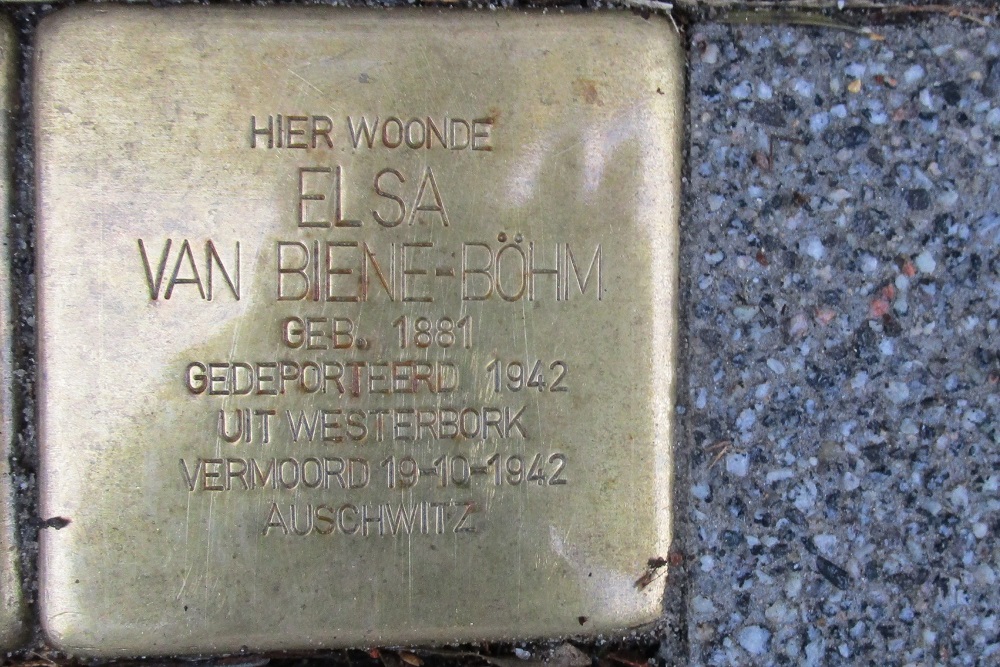 HIER WOONDE
ELSA
VAN BIENE-BÖHM
GEB. 1881
GEDEPORTEERD 1942
UIT WESTERBORK
VERMOORD 19-10-1942
AUSCHWITZ